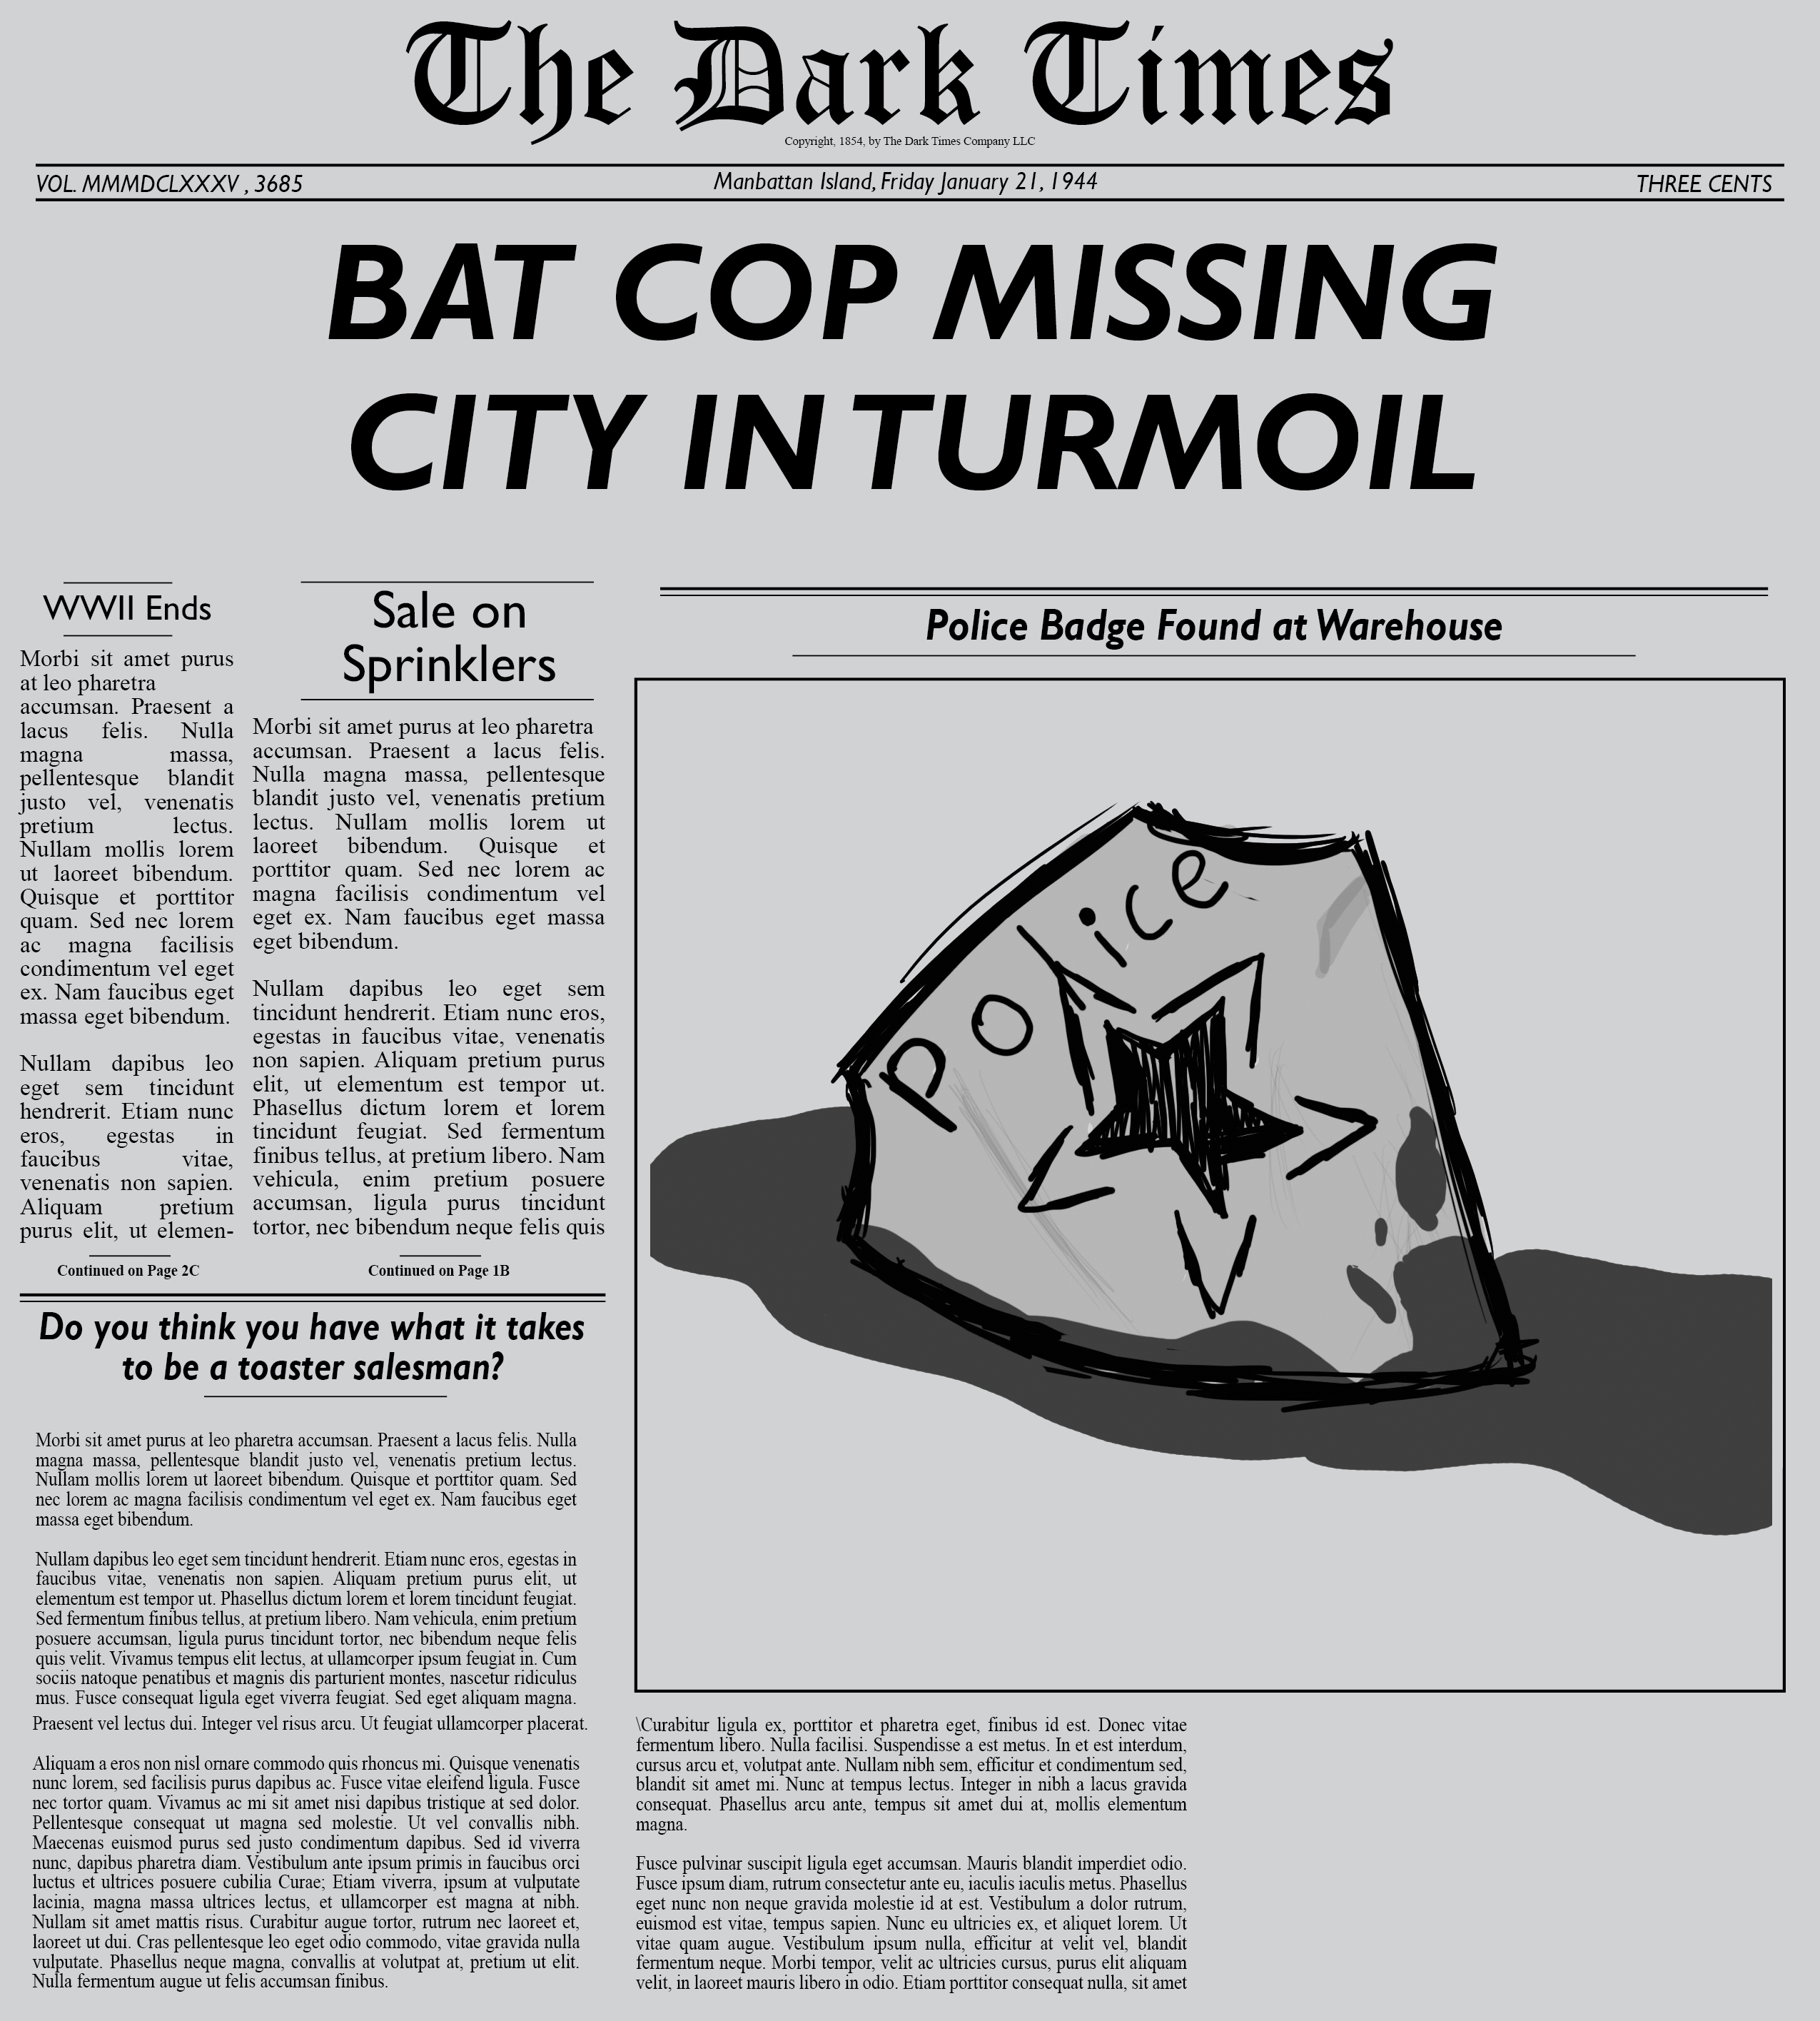 The Dark Times
Copyright, 1854, by The Dark Times Company LLC
VOL. MMMDCLXXXV , 3685
Manbattan Island, Friday January 21, 1944
THREE CENTS
BAT COP MISSING
CITY IN TURMOIL
WWII Ends
Morbi sit amet purus
at leo pharetra
accumsan. Praesent a
lacus felis. Nulla
magna massa,
pellentesque blandit
justo vel, venenatis
pretium lectus.
Nullam mollis lorem
ut laoreet bibendum.
Quisque et porttitor
quam. Sed nec lorem
ac magna facilisis
condimentum vel eget
ex. Nam faucibus eget
massa eget bibendum.
Nullam dapibus leo
eget sem tincidunt
hendrerit. Etiam nunc
eros, egestas in
faucibus vitae,
venenatis non sapien.
Aliquam pretium
purus elit, ut elemen-
Continued on Page 2C
Sale on
Sprinklers
Morbi sit amet purus at leo pharetra
accumsan. Praesent a lacus felis.
Nulla magna massa, pellentesque
blandit justo vel, venenatis pretium
lectus. Nullam mollis lorem ut
laoreet bibendum. Quisque et
porttitor quam. Sed nec lorem ac
magna facilisis condimentum vel
eget ex. Nam faucibus eget massa
eget bibendum.
Nullam dapibus leo eget sem
tincidunt hendrerit. Etiam nunc eros,
egestas in faucibus vitae, venenatis
non sapien. Aliquam pretium purus
elit, ut elementum est tempor ut.
Phasellus dictum lorem et lorem
tincidunt feugiat. Sed fermentum
finibus tellus, at pretium libero. Nam
vehicula, enim pretium posuere
accumsan, ligula purus tincidunt
tortor, nec bibendum neque felis quis
Continued on Page 1B
Do you think you have what it takes
to be a toaster salesman?
Morbi sit amet purus at leo pharetra accumsan. Praesent a lacus felis. Nulla
magna massa, pellentesque blandit justo vel, venenatis pretium lectus.
Nullam mollis lorem ut laoreet bibendum. Quisque et porttitor quam. Sed
nec lorem ac magna facilisis condimentum vel eget ex. Nam faucibus eget
massa eget bibendum.
Nullam dapibus leo eget sem tincidunt hendrerit. Etiam nunc eros, egestas in
faucibus vitae, venenatis non sapien. Aliquam pretium purus elit, ut
elementum est tempor ut. Phasellus dictum lorem et lorem tincidunt feugiat.
Sed fermentum finibus tellus, at pretium libero. Nam vehicula, enim pretium
posuere accumsan, ligula purus tincidunt tortor, nec bibendum neque felis
quis velit. Vivamus tempus elit lectus, at ullamcorper ipsum feugiat in. Cum
sociis natoque penatibus et magnis dis parturient montes, nascetur ridiculus
mus. Fusce consequat ligula eget viverra feugiat. Sed eget aliquam magna.
Praesent vel lectus dui. Integer vel risus arcu. Ut feugiat ullamcorper placerat.
Aliquam a eros non nisl ornare commodo quis rhoncus mi. Quisque venenatis
nunc lorem, sed facilisis purus dapibus ac. Fusce vitae eleifend ligula. Fusce
nec tortor quam. Vivamus ac mi sit amet nisi dapibus tristique at sed dolor.
Pellentesque consequat ut magna sed molestie. Ut vel convallis nibh.
Maecenas euismod purus sed justo condimentum dapibus. Sed id viverra
nunc, dapibus pharetra diam. Vestibulum ante ipsum primis in faucibus orci
luctus et ultrices posuere cubilia Curae; Etiam viverra, ipsum at vulputate
lacinia, magna massa ultrices lectus, et ullamcorper est magna at nibh.
Nullam sit amet mattis risus. Curabitur augue tortor, rutrum nec laoreet et,
laoreet ut dui. Cras pellentesque leo eget odio commodo, vitae gravida nulla
vulputate. Phasellus neque magna, convallis at volutpat at, pretium ut elit.
Nulla fermentum augue ut felis accumsan finibus.
Police Badge Found at Warehouse
Police
\Curabitur ligula ex, porttitor et pharetra eget, finibus id est. Donec vitae
fermentum libero. Nulla facilisi. Suspendisse a est metus. In et est interdum,
cursus arcu et, volutpat ante. Nullam nibh sem, efficitur et condimentum sed,
blandit sit amet mi. Nunc at tempus lectus. Integer in nibh a lacus gravida
consequat. Phasellus arcu ante, tempus sit amet dui at, mollis elementum
magna.
Fusce pulvinar suscipit ligula eget accumsan. Mauris blandit imperdiet odio.
Fusce ipsum diam, rutrum consectetur ante eu, iaculis iaculis metus. Phasellus
eget nunc non neque gravida molestie id at est. Vestibulum a dolor rutrum,
euismod est vitae, tempus sapien. Nunc eu ultricies ex, et aliquet lorem. Ut
vitae quam augue. Vestibulum ipsum nulla, efficitur at velit vel, blandit
fermentum neque. Morbi tempor, velit ac ultricies cursus, purus elit aliquam
velit, in laoreet mauris libero in odio. Etiam porttitor consequat nulla, sit amet